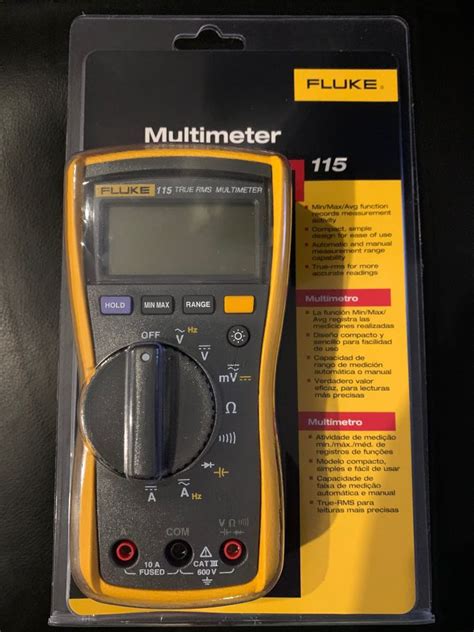 FLUKE®
Multimeter
115
Min/Max/Avg function
records measurement
activity
Compact, simple
design for ease of use
Automatic and manual
measurement range
capability
True-rms for more
accurate readings
Multímetro
La función Min/Max/
Avg registra las
mediciones realizadas
Diseño compacto y
sencillo para facilidad
de uso
Capacidad de
rango de medición
automática o manual
Verdadero valor
eficaz, para lecturas
más precisas
Multímetro
Atividade de medição
mín./máx./méd. de
registros de funções
Modelo compacto,
simples e fácil de usar
Capacidade de
faixa de medição
automática e manual
True-RMS para
leituras mais precisas
FLUKE 115 TRUE RMS MULTIMETER
HOLD MIN MAX RANGE
OFF
V Hz
V
mV
Ω
A
A Hz
A COM V Ω
10 A
FUSED
CAT III
600 V